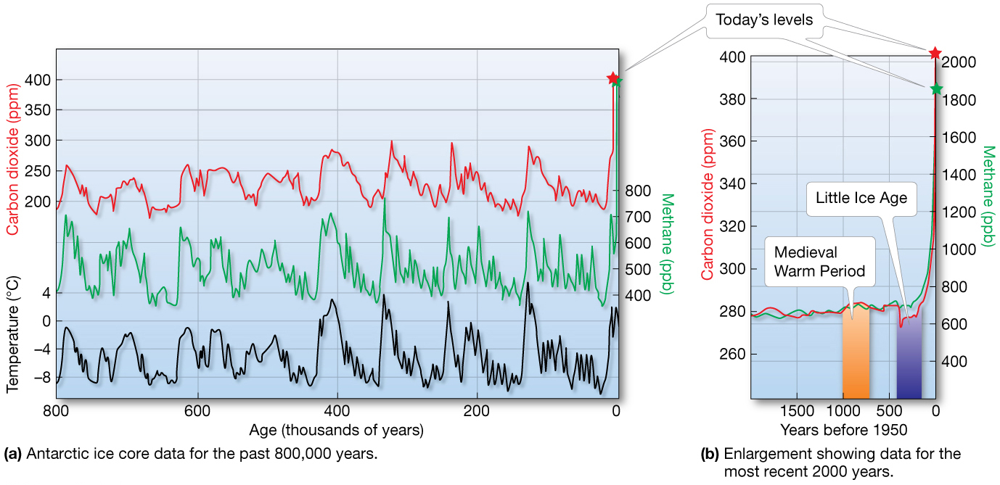 Today's levels
Carbon dioxide (ppm)
400
350
300
250
200
Temperature (°C)
4
0
−4
−8
800
700
600
500
400
Methane (ppb)
800
600
400
200
0
Age (thousands of years)
(a) Antarctic ice core data for the past 800,000 years.
Carbon dioxide (ppm)
400
380
360
340
320
300
280
260
2000
1800
1600
1400
1200
1000
800
600
400
Methane (ppb)
Little Ice Age
Medieval
Warm Period
1500
1000
500
0
Years before 1950
(b) Enlargement showing data for the
most recent 2000 years.